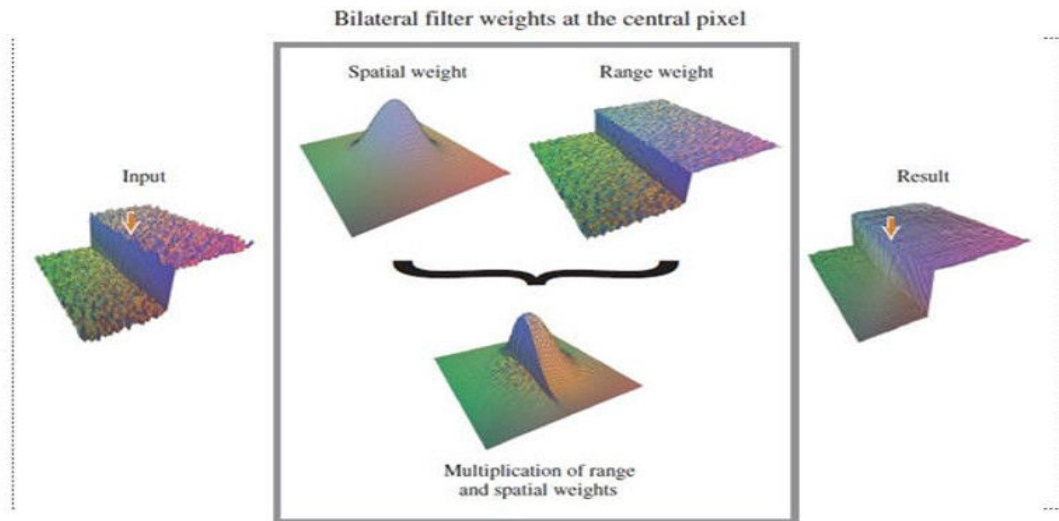 Bilateral filter weights at the central pixel
Spatial weight
Range weight
Input
Result
Multiplication of range
and spatial weights